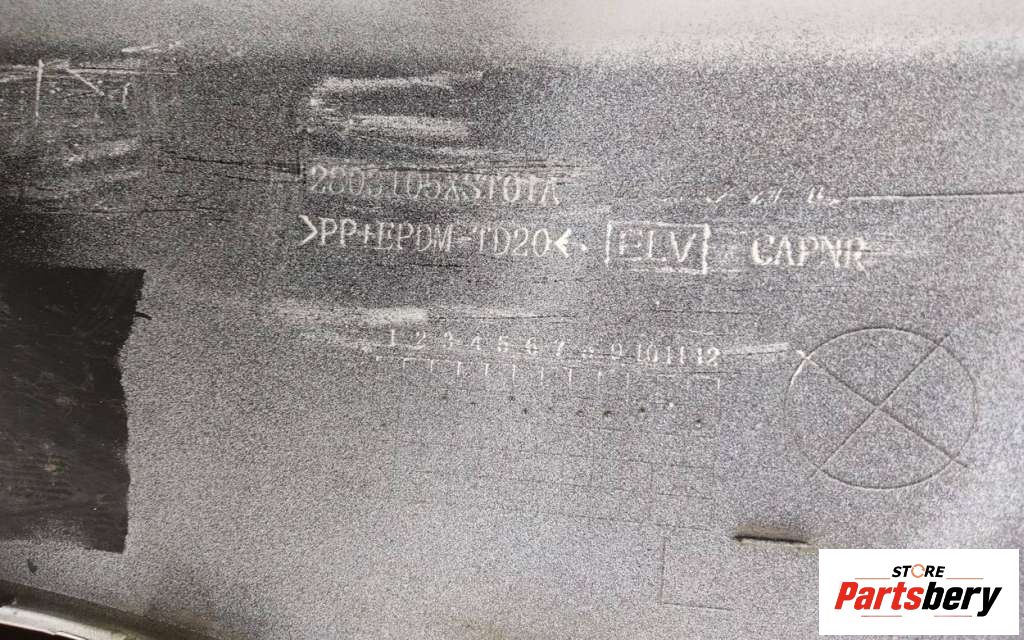 2803105XST01A
>PP+EPDM-TD20<. ELV CAPNR
1 2 3 4 5 6 7 8 9 10 11 12
STORE
Partsbery